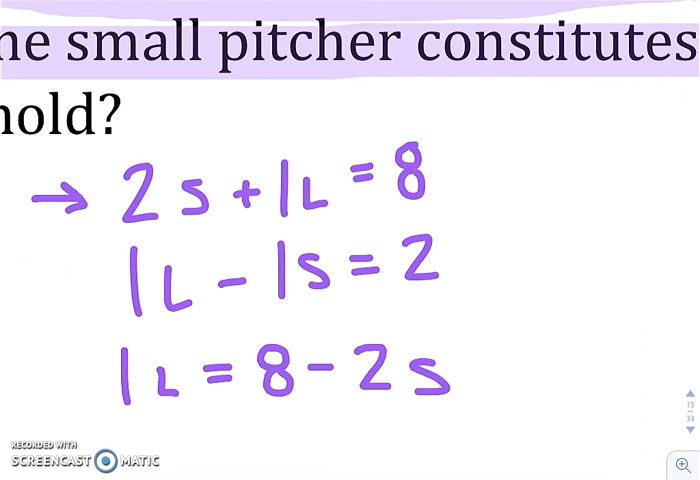 ne small pitcher constitutes
hold?
→ 2S + 1L = 8
1L - 1S = 2
1L = 8 - 2S
15
33
RECORDED WITH
SCREENCAST MATIC